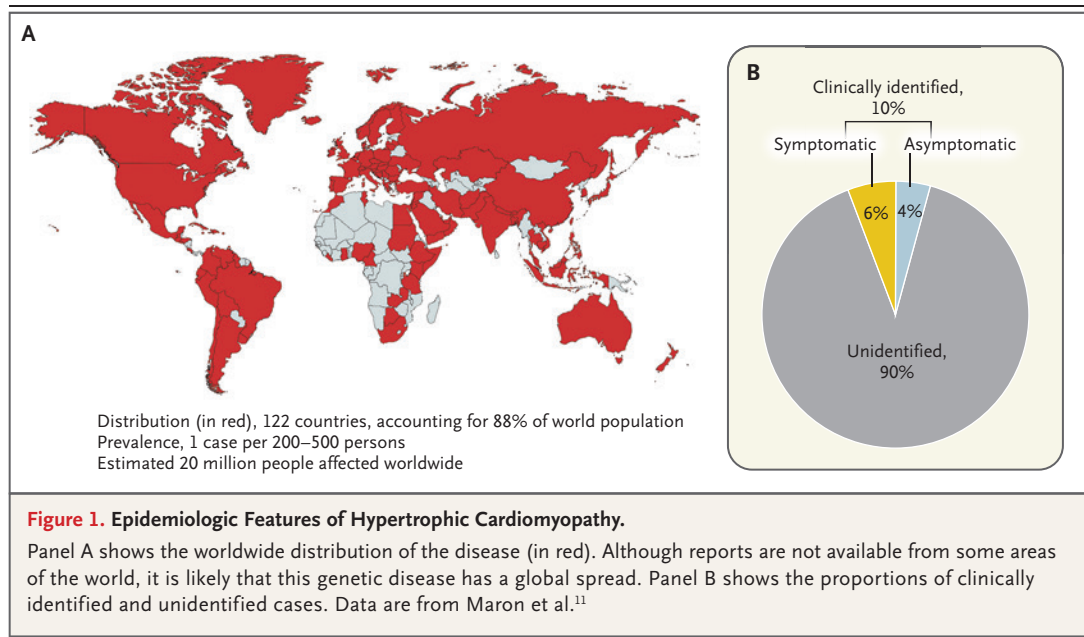 A
B
Clinically identified,
10%
Symptomatic
Asymptomatic
6%
4%
Unidentified,
90%
Distribution (in red), 122 countries, accounting for 88% of world population
Prevalence, 1 case per 200–500 persons
Estimated 20 million people affected worldwide
Figure 1. Epidemiologic Features of Hypertrophic Cardiomyopathy.
Panel A shows the worldwide distribution of the disease (in red). Although reports are not available from some areas
of the world, it is likely that this genetic disease has a global spread. Panel B shows the proportions of clinically
identified and unidentified cases. Data are from Maron et al.¹¹